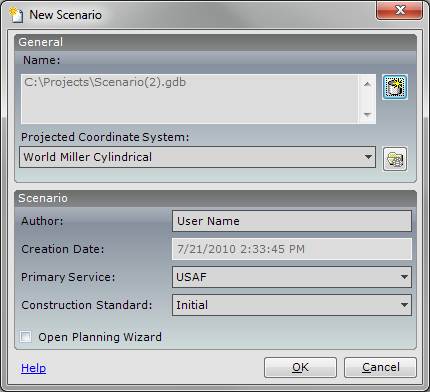 New Scenario
General
Name:
C:\Projects\Scenario(2).gdb
Projected Coordinate System:
World Miller Cylindrical
Scenario
Author: User Name
Creation Date: 7/21/2010 2:33:45 PM
Primary Service: USAF
Construction Standard: Initial
Open Planning Wizard
Help OK Cancel